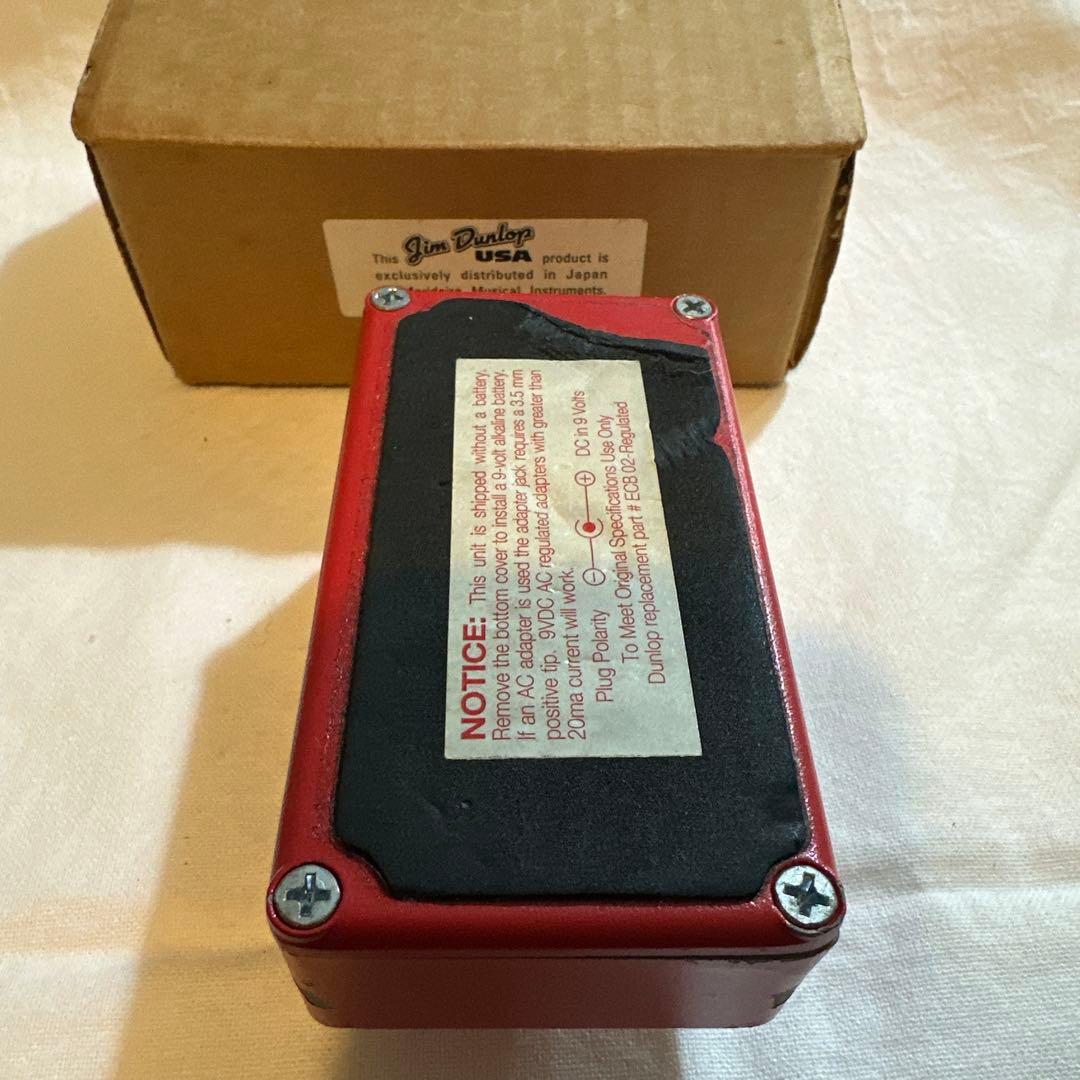 This Jim Dunlop USA product is
exclusively distributed in Japan
Musical Instruments.
NOTICE: This unit is shipped without a battery.
Remove the bottom cover to install a 9-volt alkaline battery.
If an AC adapter is used the adapter jack requires a 3.5 mm
positive tip. 9VDC AC regulated adapters with greater than
20ma current will work.
Plug Polarity - + DC in 9 Volts
To Meet Original Specifications Use Only
Dunlop replacement part # ECB 02-Regulated